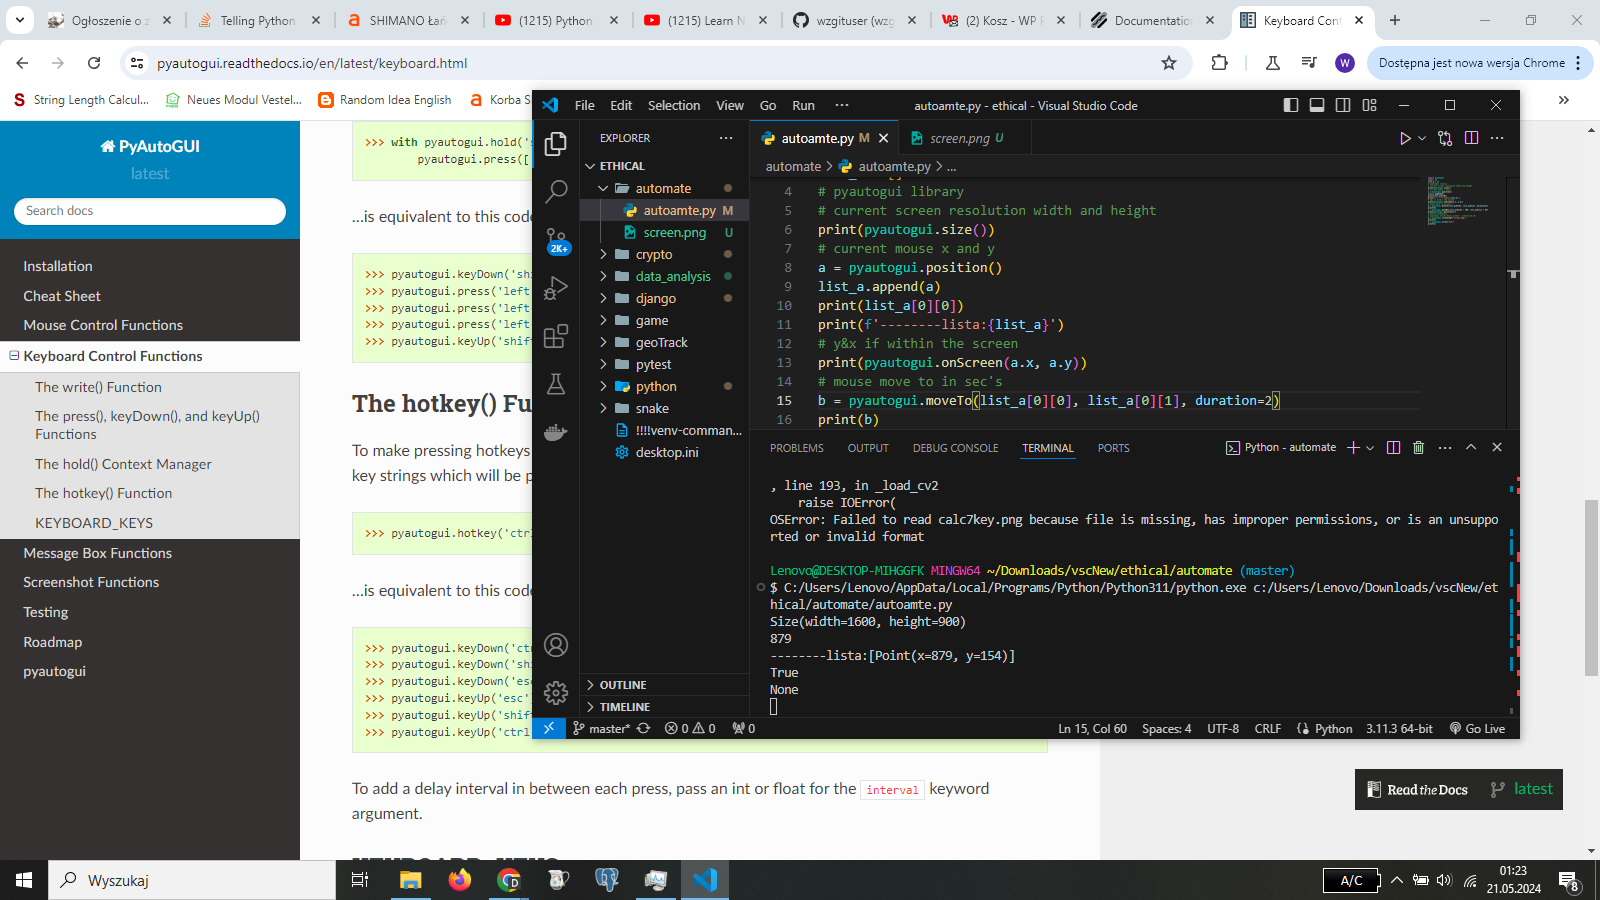 Ogłoszenie o z
Telling Python
SHIMANO Łań
(1215) Python
(1215) Learn N
wzgituser (wzg
(2) Kosz - WP P
Documentatio
Keyboard Cont
pyautogui.readthedocs.io/en/latest/keyboard.html
W
Dostępna jest nowa wersja Chrome
String Length Calcul...
Neues Modul Vestel...
Random Idea English
Korba S
PyAutoGUI
latest
Search docs
Installation
Cheat Sheet
Mouse Control Functions
Keyboard Control Functions
The write() Function
The press(), keyDown(), and keyUp()
Functions
The hold() Context Manager
The hotkey() Function
KEYBOARD_KEYS
Message Box Functions
Screenshot Functions
Testing
Roadmap
pyautogui
>>> with pyautogui.hold('s
pyautogui.press([
...is equivalent to this code
>>> pyautogui.keyDown('shi
>>> pyautogui.press('left
>>> pyautogui.press('left
>>> pyautogui.press('left
>>> pyautogui.keyUp('shift
The hotkey() Fu
To make pressing hotkeys
key strings which will be p
>>> pyautogui.hotkey('ctrl
...is equivalent to this code
>>> pyautogui.keyDown('ctr
>>> pyautogui.keyDown('shi
>>> pyautogui.keyDown('esc
>>> pyautogui.keyUp('esc'
>>> pyautogui.keyUp('shift
>>> pyautogui.keyUp('ctrl
To add a delay interval in between each press, pass an int or float for the interval keyword
argument.
KEYBOARD_KEYS
File Edit Selection View Go Run ···
autoamte.py - ethical - Visual Studio Code
EXPLORER
ETHICAL
automate
autoamte.py M
screen.png U
crypto
data_analysis
django
game
geoTrack
pytest
python
snake
!!!!venv-comman...
desktop.ini
OUTLINE
TIMELINE
2K+
autoamte.py M
screen.png U
automate > autoamte.py > ...
4 # pyautogui library
5 # current screen resolution width and height
6 print(pyautogui.size())
7 # current mouse x and y
8 a = pyautogui.position()
9 list_a.append(a)
10 print(list_a[0][0])
11 print(f'--------lista:{list_a}')
12 # y&x if within the screen
13 print(pyautogui.onScreen(a.x, a.y))
14 # mouse move to in sec's
15 b = pyautogui.moveTo(list_a[0][0], list_a[0][1], duration=2)
16 print(b)
PROBLEMS OUTPUT DEBUG CONSOLE TERMINAL PORTS
Python - automate
, line 193, in _load_cv2
raise IOError(
OSError: Failed to read calc7key.png because file is missing, has improper permissions, or is an unsuppo
rted or invalid format
Lenovo@DESKTOP-MIHGGFK MINGW64 ~/Downloads/vscNew/ethical/automate (master)
$ C:/Users/Lenovo/AppData/Local/Programs/Python/Python311/python.exe c:/Users/Lenovo/Downloads/vscNew/et
hical/automate/autoamte.py
Size(width=1600, height=900)
879
--------lista:[Point(x=879, y=154)]
True
None
master* 0 0 0
Ln 15, Col 60 Spaces: 4 UTF-8 CRLF Python 3.11.3 64-bit Go Live
Read the Docs latest
Wyszukaj
A/C
01:23
21.05.2024
8